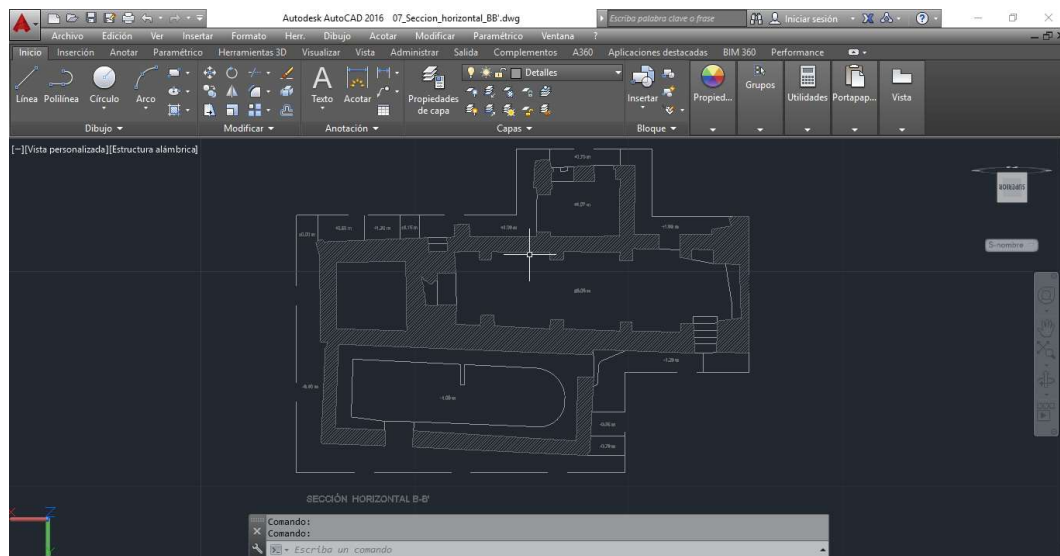 Autodesk AutoCAD 2016 07_Seccion_horizontal_BB'.dwg
Escriba palabra clave o frase
Iniciar sesión
Archivo Edición Ver Insertar Formato Herr. Dibujo Acotar Modificar Paramétrico Ventana ?
Inicio Inserción Anotar Paramétrico Herramientas 3D Visualizar Vista Administrar Salida Complementos A360 Aplicaciones destacadas BIM 360 Performance
Detalles
Línea Polilínea Círculo Arco
Texto Acotar
Propiedades de capa
Insertar
Propied...
Grupos
Utilidades Portapap... Vista
Dibujo Modificar Anotación Capas Bloque
[−][Vista personalizada][Estructura alámbrica]
SUPERIOR
S-nombre
SECCIÓN HORIZONTAL B-B'
Z
Comando:
Comando:
Escriba un comando